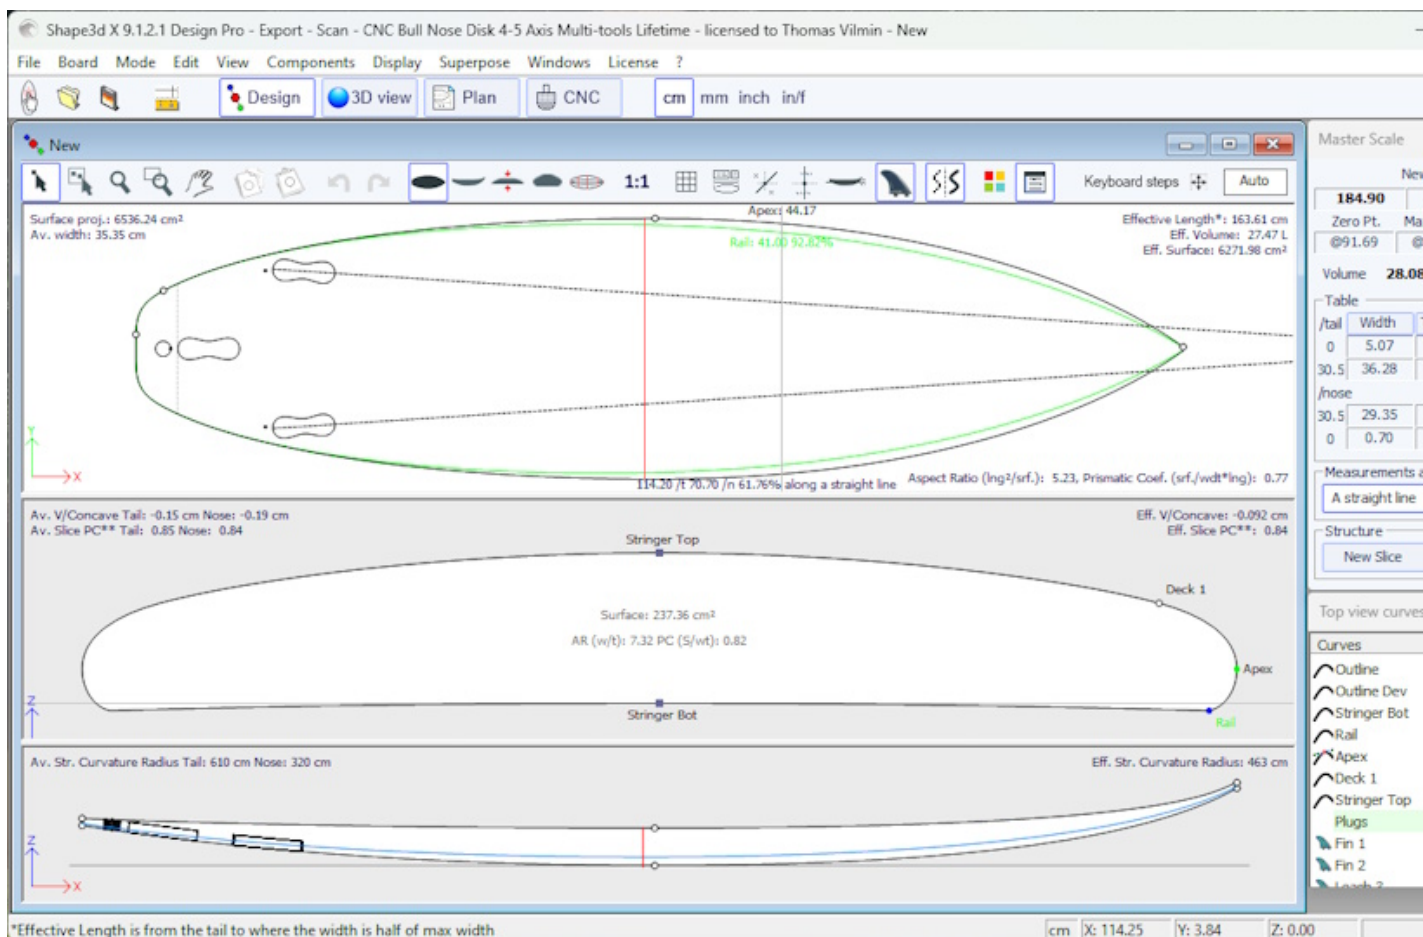 Shape3d X 9.1.2.1 Design Pro - Export - Scan - CNC Bull Nose Disk 4-5 Axis Multi-tools Lifetime - licensed to Thomas Vilmin - New
File Board Mode Edit View Components Display Superpose Windows License ?
Design 3D view Plan CNC cm mm inch in/f
New
Master Scale
1:1 Keyboard steps Auto
New
184.90
Zero Pt. Ma
@91.69 @
Volume 28.08
Table
/tail Width
0 5.07
30.5 36.28
/nose
30.5 29.35
0 0.70
Measurements a
A straight line
Structure
New Slice
Surface proj.: 6536.24 cm²
Av. width: 35.35 cm
Apex: 44.17
Rail: 41.00 92.82%
Effective Length*: 163.61 cm
Eff. Volume: 27.47 L
Eff. Surface: 6271.98 cm²
Y
X
114.20 /t 70.70 /n 61.76% along a straight line
Aspect Ratio (lng²/srf.): 5.23, Prismatic Coef. (srf./wdt*lng): 0.77
Av. V/Concave Tail: -0.15 cm Nose: -0.19 cm
Av. Slice PC** Tail: 0.85 Nose: 0.84
Eff. V/Concave: -0.092 cm
Eff. Slice PC**: 0.84
Stringer Top
Deck 1
Surface: 237.36 cm²
AR (w/t): 7.32 PC (S/wt): 0.82
Apex
Z
Stringer Bot
Rail
Top view curves
Curves
Outline
Outline Dev
Stringer Bot
Rail
Apex
Deck 1
Stringer Top
Plugs
Fin 1
Fin 2
Av. Str. Curvature Radius Tail: 610 cm Nose: 320 cm
Eff. Str. Curvature Radius: 463 cm
Z
X
*Effective Length is from the tail to where the width is half of max width
cm X: 114.25 Y: 3.84 Z: 0.00